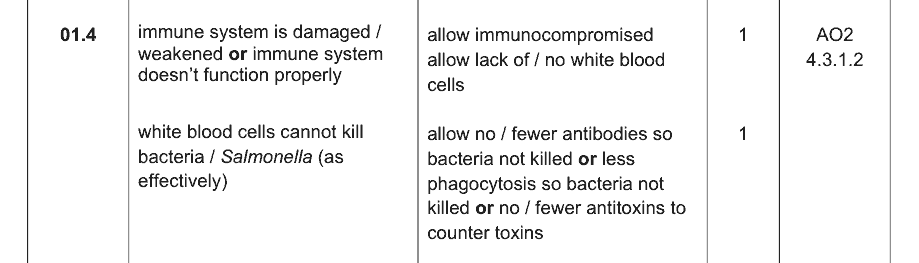 01.4
immune system is damaged /
weakened or immune system
doesn't function properly
allow immunocompromised
allow lack of / no white blood
cells
1
AO2
4.3.1.2
white blood cells cannot kill
bacteria / Salmonella (as
effectively)
allow no / fewer antibodies so
bacteria not killed or less
phagocytosis so bacteria not
killed or no / fewer antitoxins to
counter toxins
1